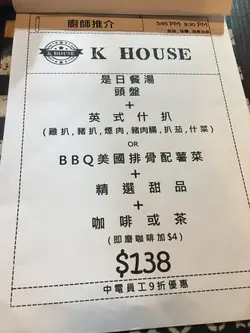 廚師推介
5:45 PM- 9:30 PM
K HOUSE
K HOUSE
是日餐湯
頭盤
+
英式什扒
(雞扒,豬扒,煙肉,豬肉腸,扒茄,什菜)
OR
BBQ美國排骨配薯菜
+
精選甜品
+
咖啡或茶
(即磨咖啡加$4)
$138
中電員工9折優惠